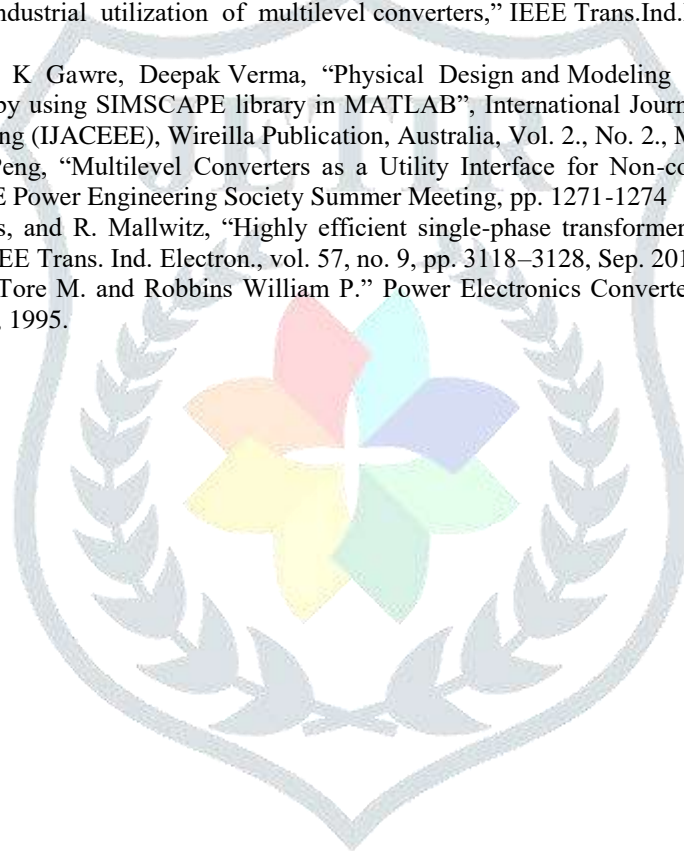 ndustrial utilization of multilevel converters,” IEEE Trans.Ind.
K Gawre, Deepak Verma, “Physical Design and Modeling
by using SIMSCAPE library in MATLAB”, International Journ
ng (IJACEEE), Wireilla Publication, Australia, Vol. 2., No. 2., M
Peng, “Multilevel Converters as a Utility Interface for Non-co
E Power Engineering Society Summer Meeting, pp. 1271-1274
s, and R. Mallwitz, “Highly efficient single-phase transformer
EE Trans. Ind. Electron., vol. 57, no. 9, pp. 3118–3128, Sep. 201
Tore M. and Robbins William P.” Power Electronics Converte
, 1995.
JETIR